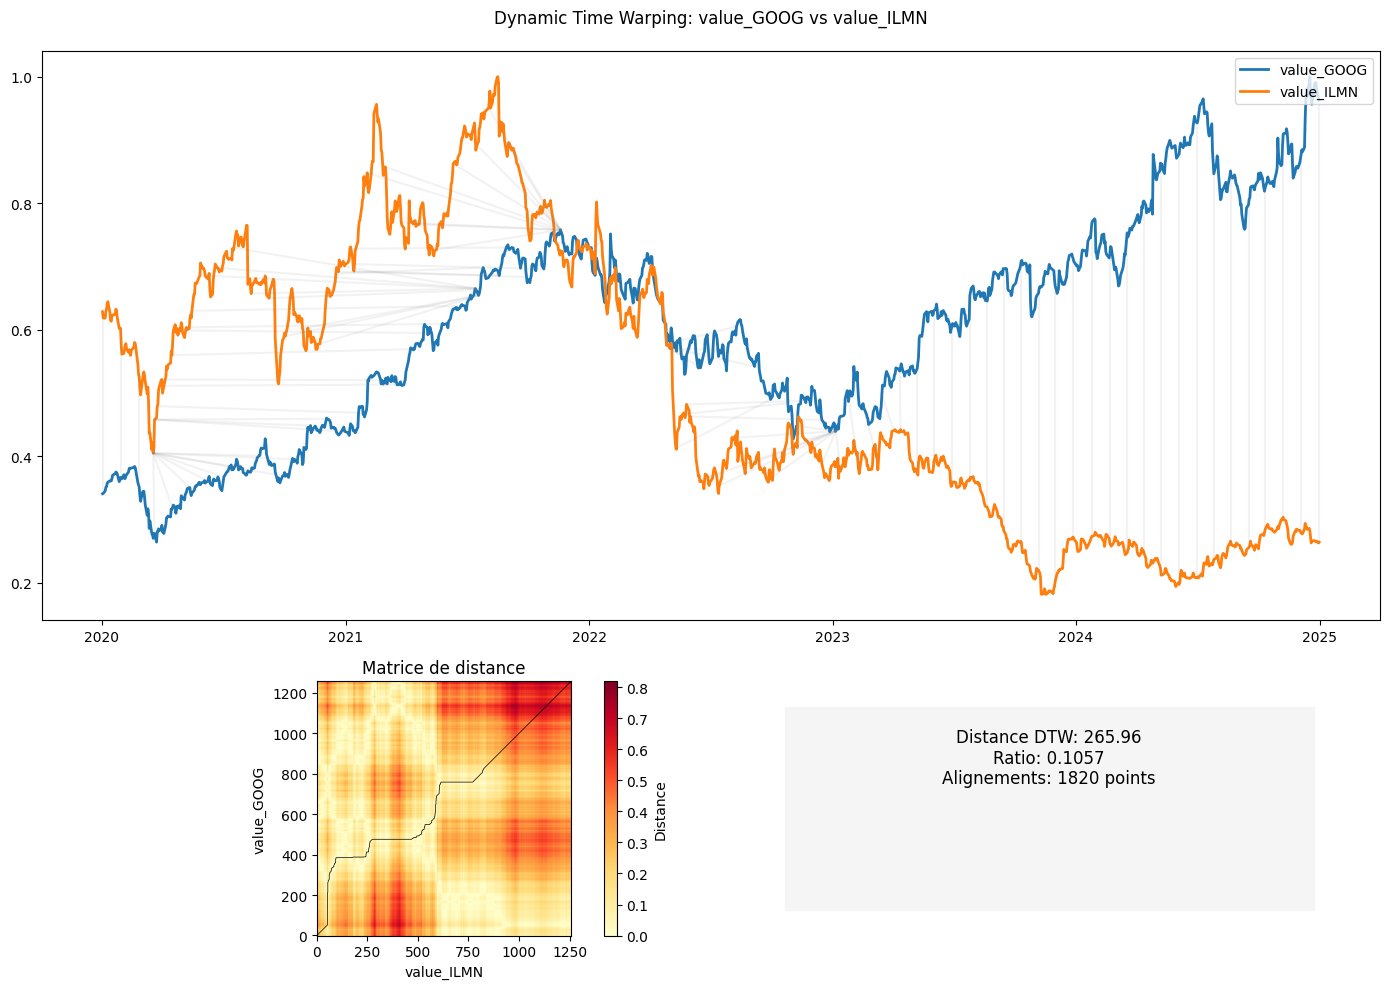 Dynamic Time Warping: value_GOOG vs value_ILMN
value_GOOG
value_ILMN
1.0
0.8
0.6
0.4
0.2
2020 2021 2022 2023 2024 2025
Matrice de distance
value_GOOG
1200
1000
800
600
400
200
0
0 250 500 750 1000 1250
value_ILMN
0.8
0.7
0.6
0.5
0.4
0.3
0.2
0.1
0.0
Distance
Distance DTW: 265.96
Ratio: 0.1057
Alignements: 1820 points